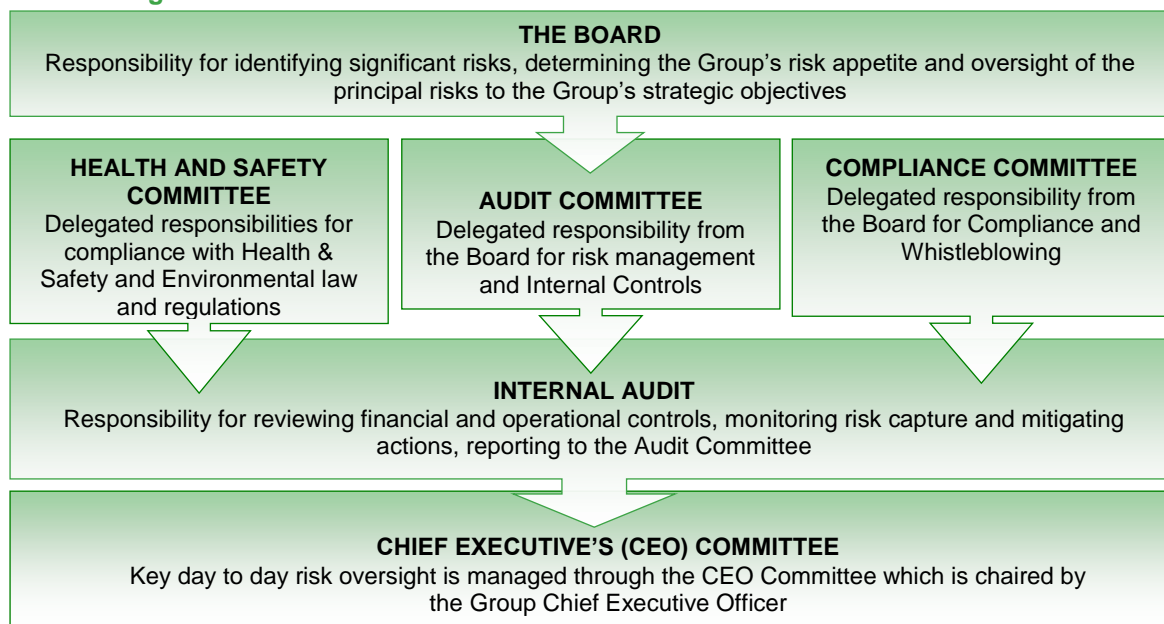 THE BOARD
Responsibility for identifying significant risks, determining the Group's risk appetite and oversight of the
principal risks to the Group's strategic objectives
HEALTH AND SAFETY
COMMITTEE
Delegated responsibilities for
compliance with Health &
Safety and Environmental law
and regulations
AUDIT COMMITTEE
Delegated responsibility from
the Board for risk management
and Internal Controls
COMPLIANCE COMMITTEE
Delegated responsibility from
the Board for Compliance and
Whistleblowing
INTERNAL AUDIT
Responsibility for reviewing financial and operational controls, monitoring risk capture and mitigating
actions, reporting to the Audit Committee
CHIEF EXECUTIVE'S (CEO) COMMITTEE
Key day to day risk oversight is managed through the CEO Committee which is chaired by
the Group Chief Executive Officer